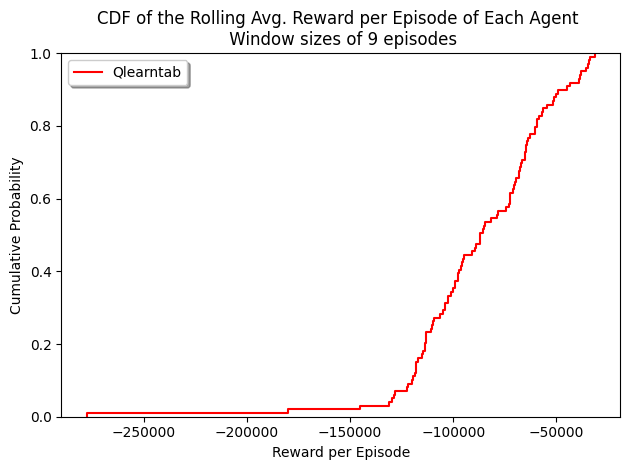 CDF of the Rolling Avg. Reward per Episode of Each Agent
Window sizes of 9 episodes
Qlearntab
1.0
0.8
0.6
0.4
0.2
0.0
Cumulative Probability
−250000 −200000 −150000 −100000 −50000
Reward per Episode